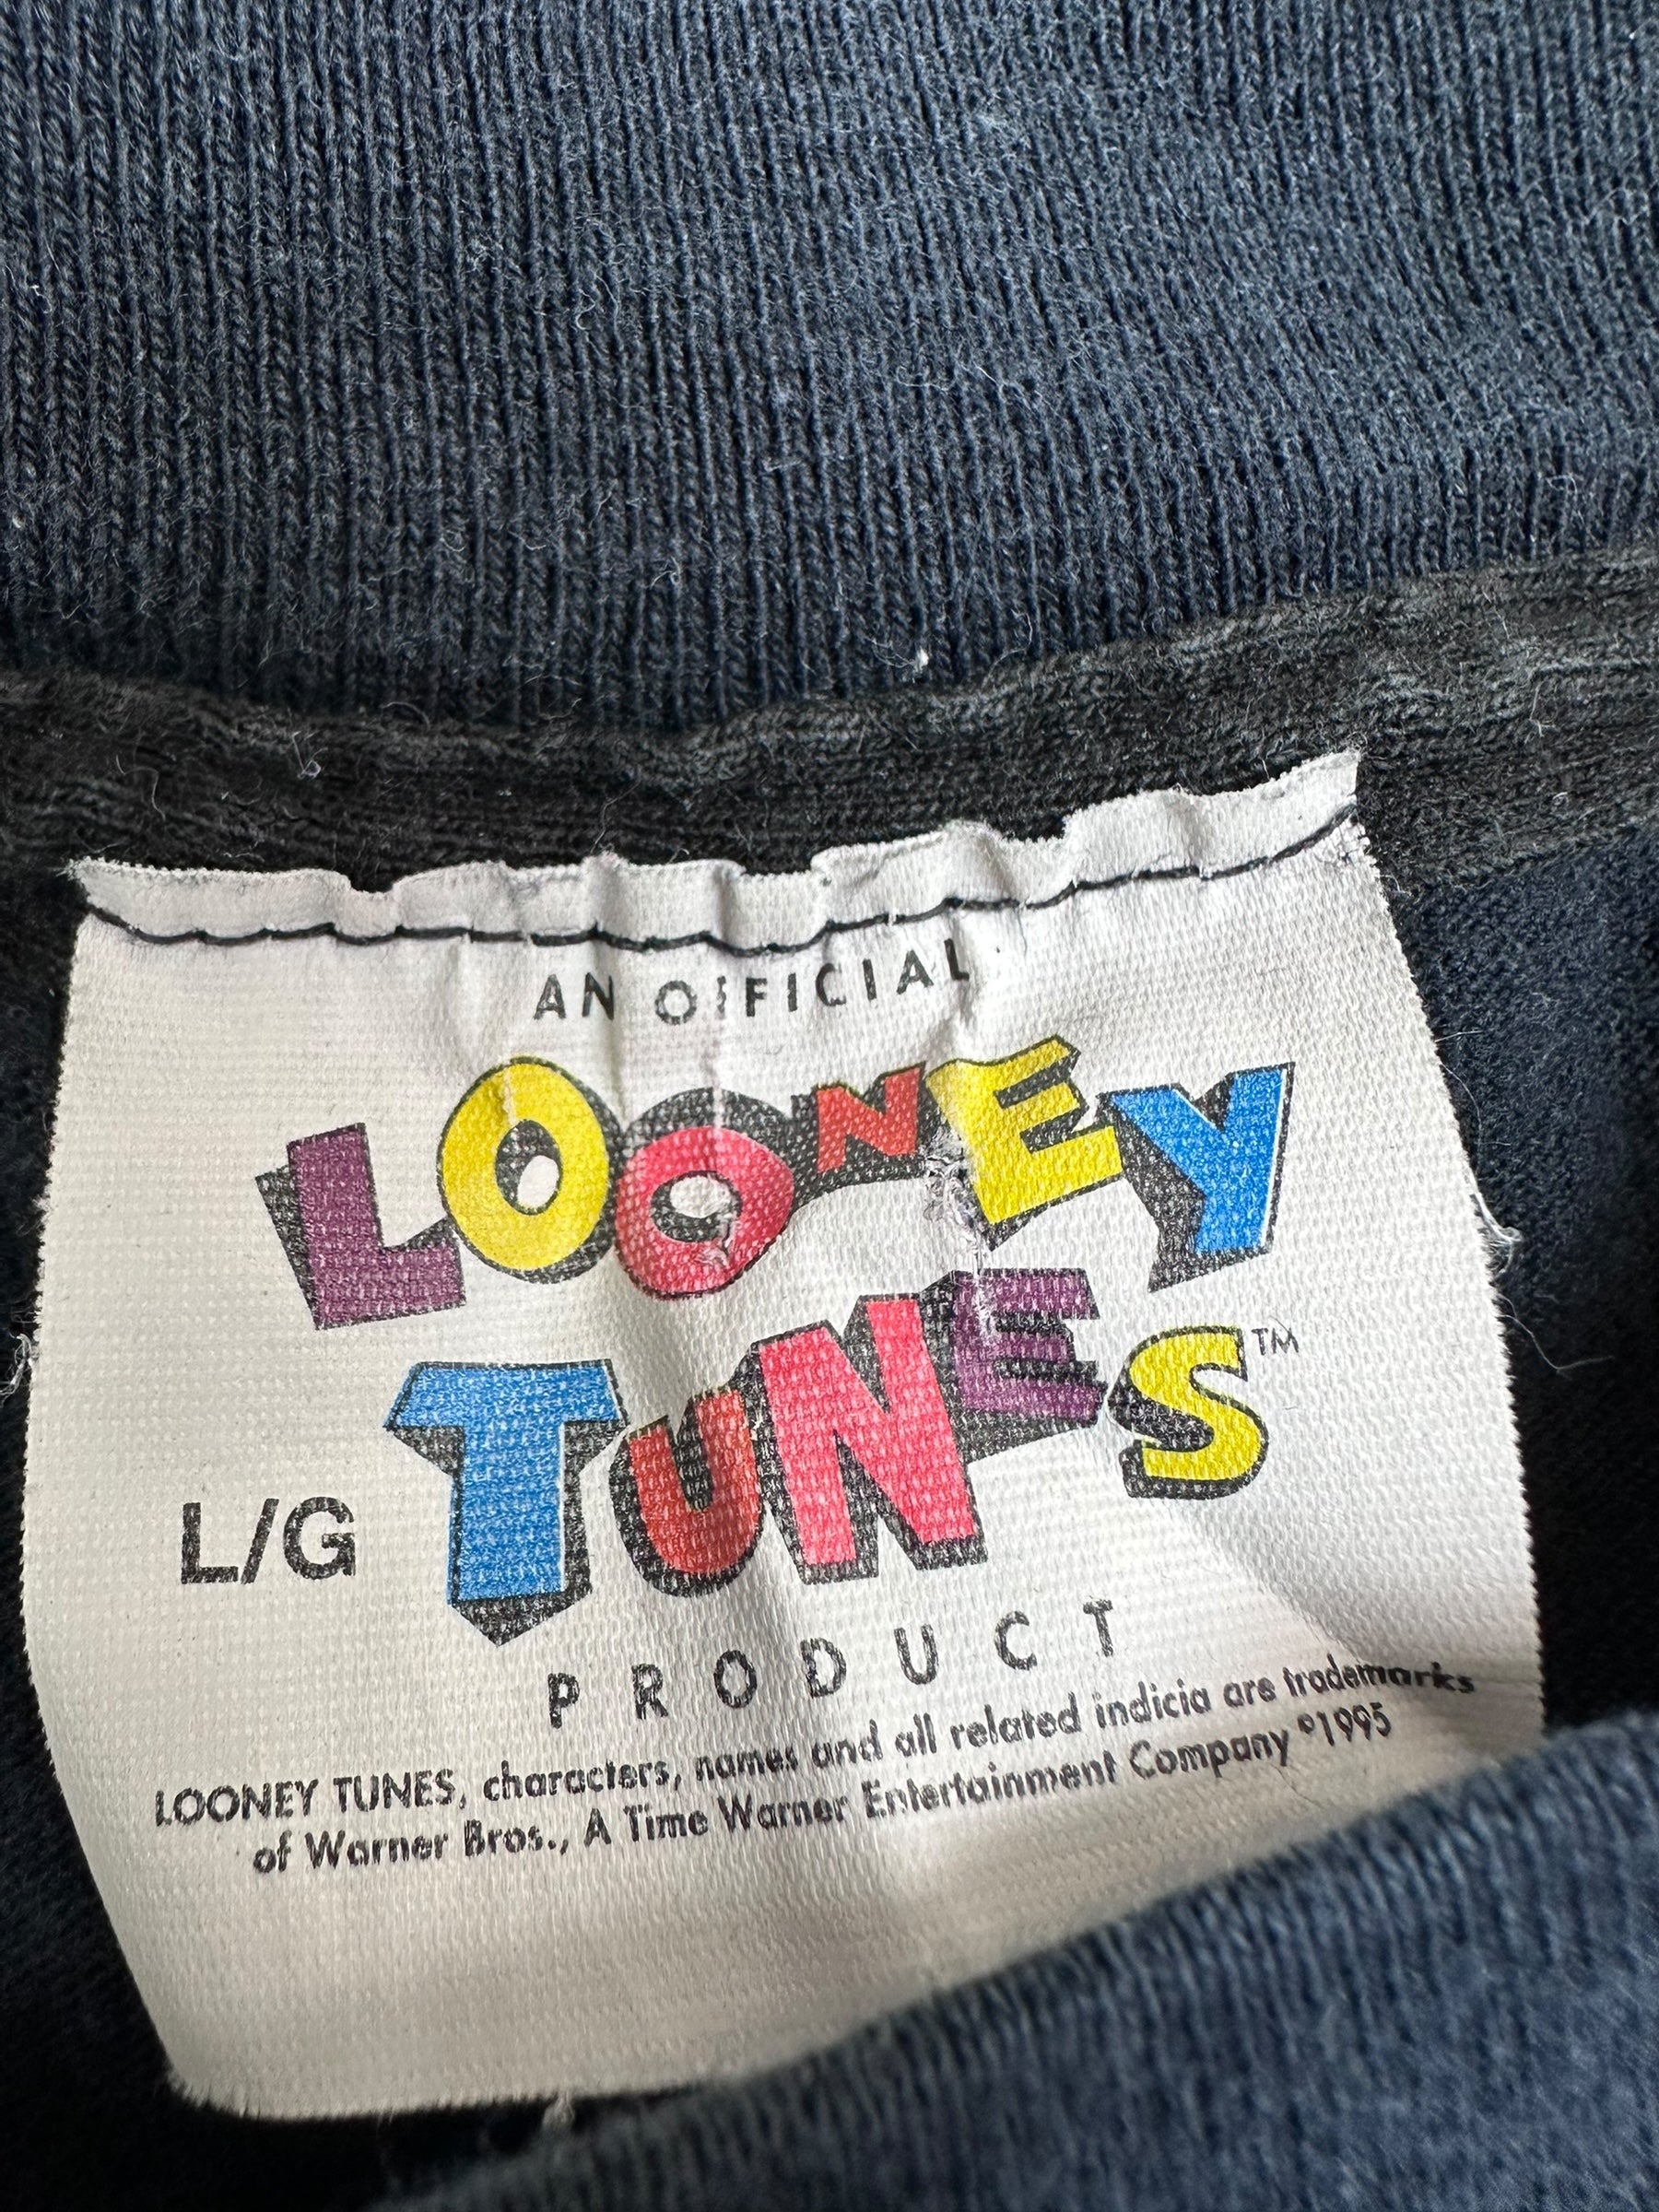 AN OFFICIAL
LOONEY
TUNES™
L/G
PRODUCT
LOONEY TUNES, characters, names and all related indicia are trademarks
of Warner Bros., A Time Warner Entertainment Company ©1995